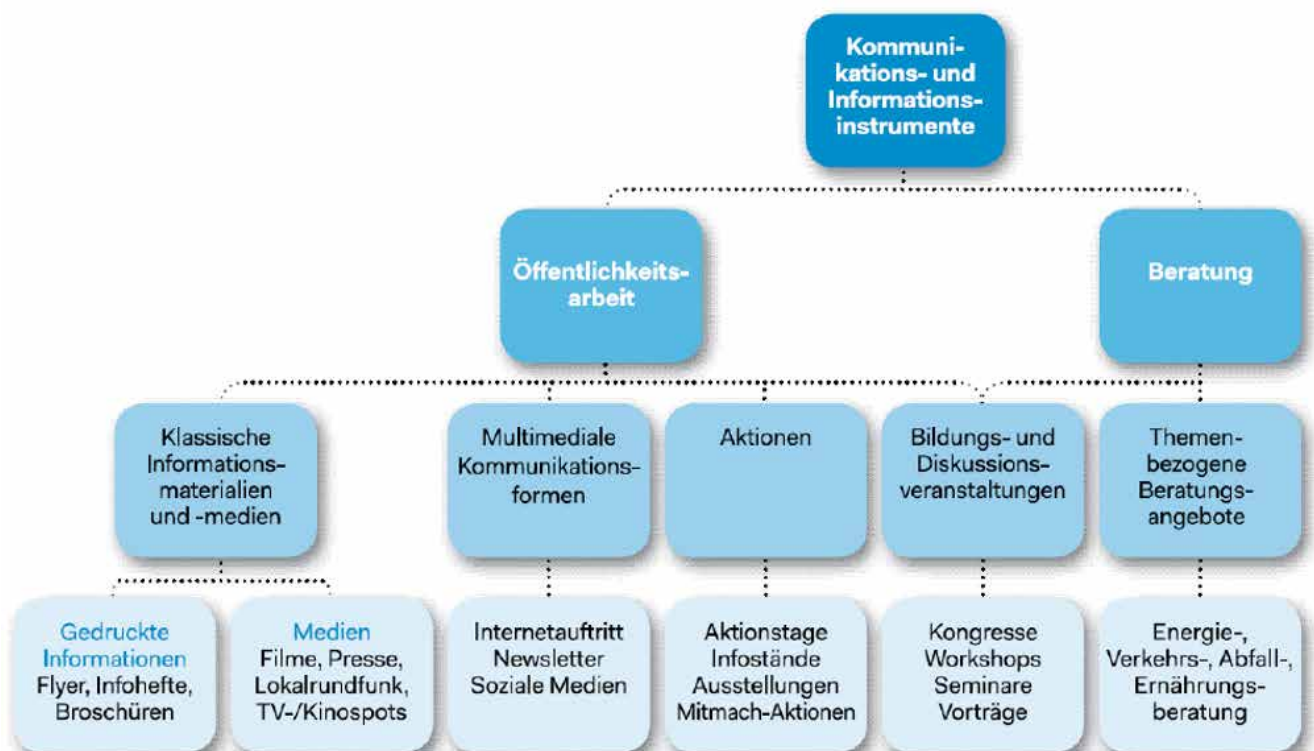 Kommuni-
kations- und
Informations-
instrumente
Öffentlichkeits-
arbeit
Beratung
Klassische
Informations-
materialien
und -medien
Multimediale
Kommunikations-
formen
Aktionen
Bildungs- und
Diskussions-
veranstaltungen
Themen-
bezogene
Beratungs-
angebote
Gedruckte
Informationen
Flyer, Infohefte,
Broschüren
Medien
Filme, Presse,
Lokalrundfunk,
TV-/Kinospots
Internetauftritt
Newsletter
Soziale Medien
Aktionstage
Infostände
Ausstellungen
Mitmach-Aktionen
Kongresse
Workshops
Seminare
Vorträge
Energie-,
Verkehrs-, Abfall-,
Ernährungs-
beratung